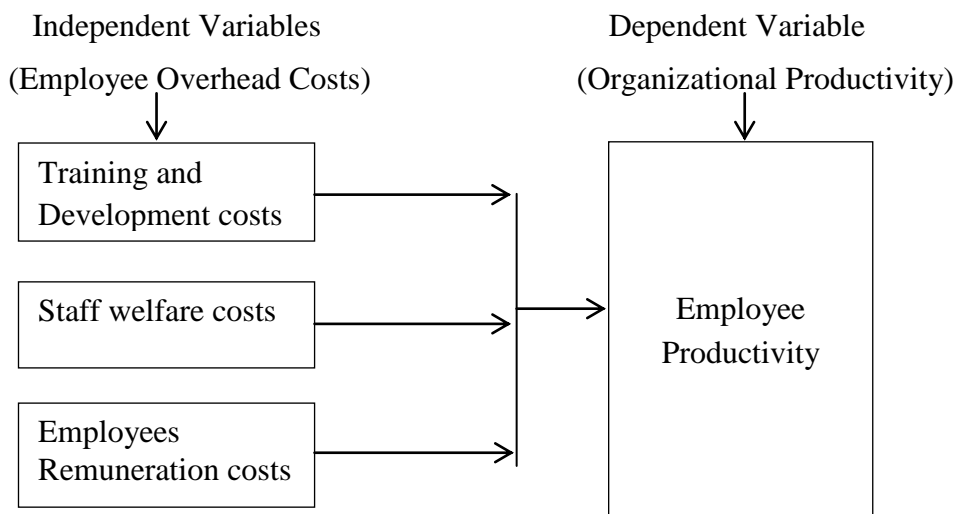 Independent Variables
(Employee Overhead Costs)
Dependent Variable
(Organizational Productivity)
Training and
Development costs
Staff welfare costs
Employees
Remuneration costs
Employee
Productivity